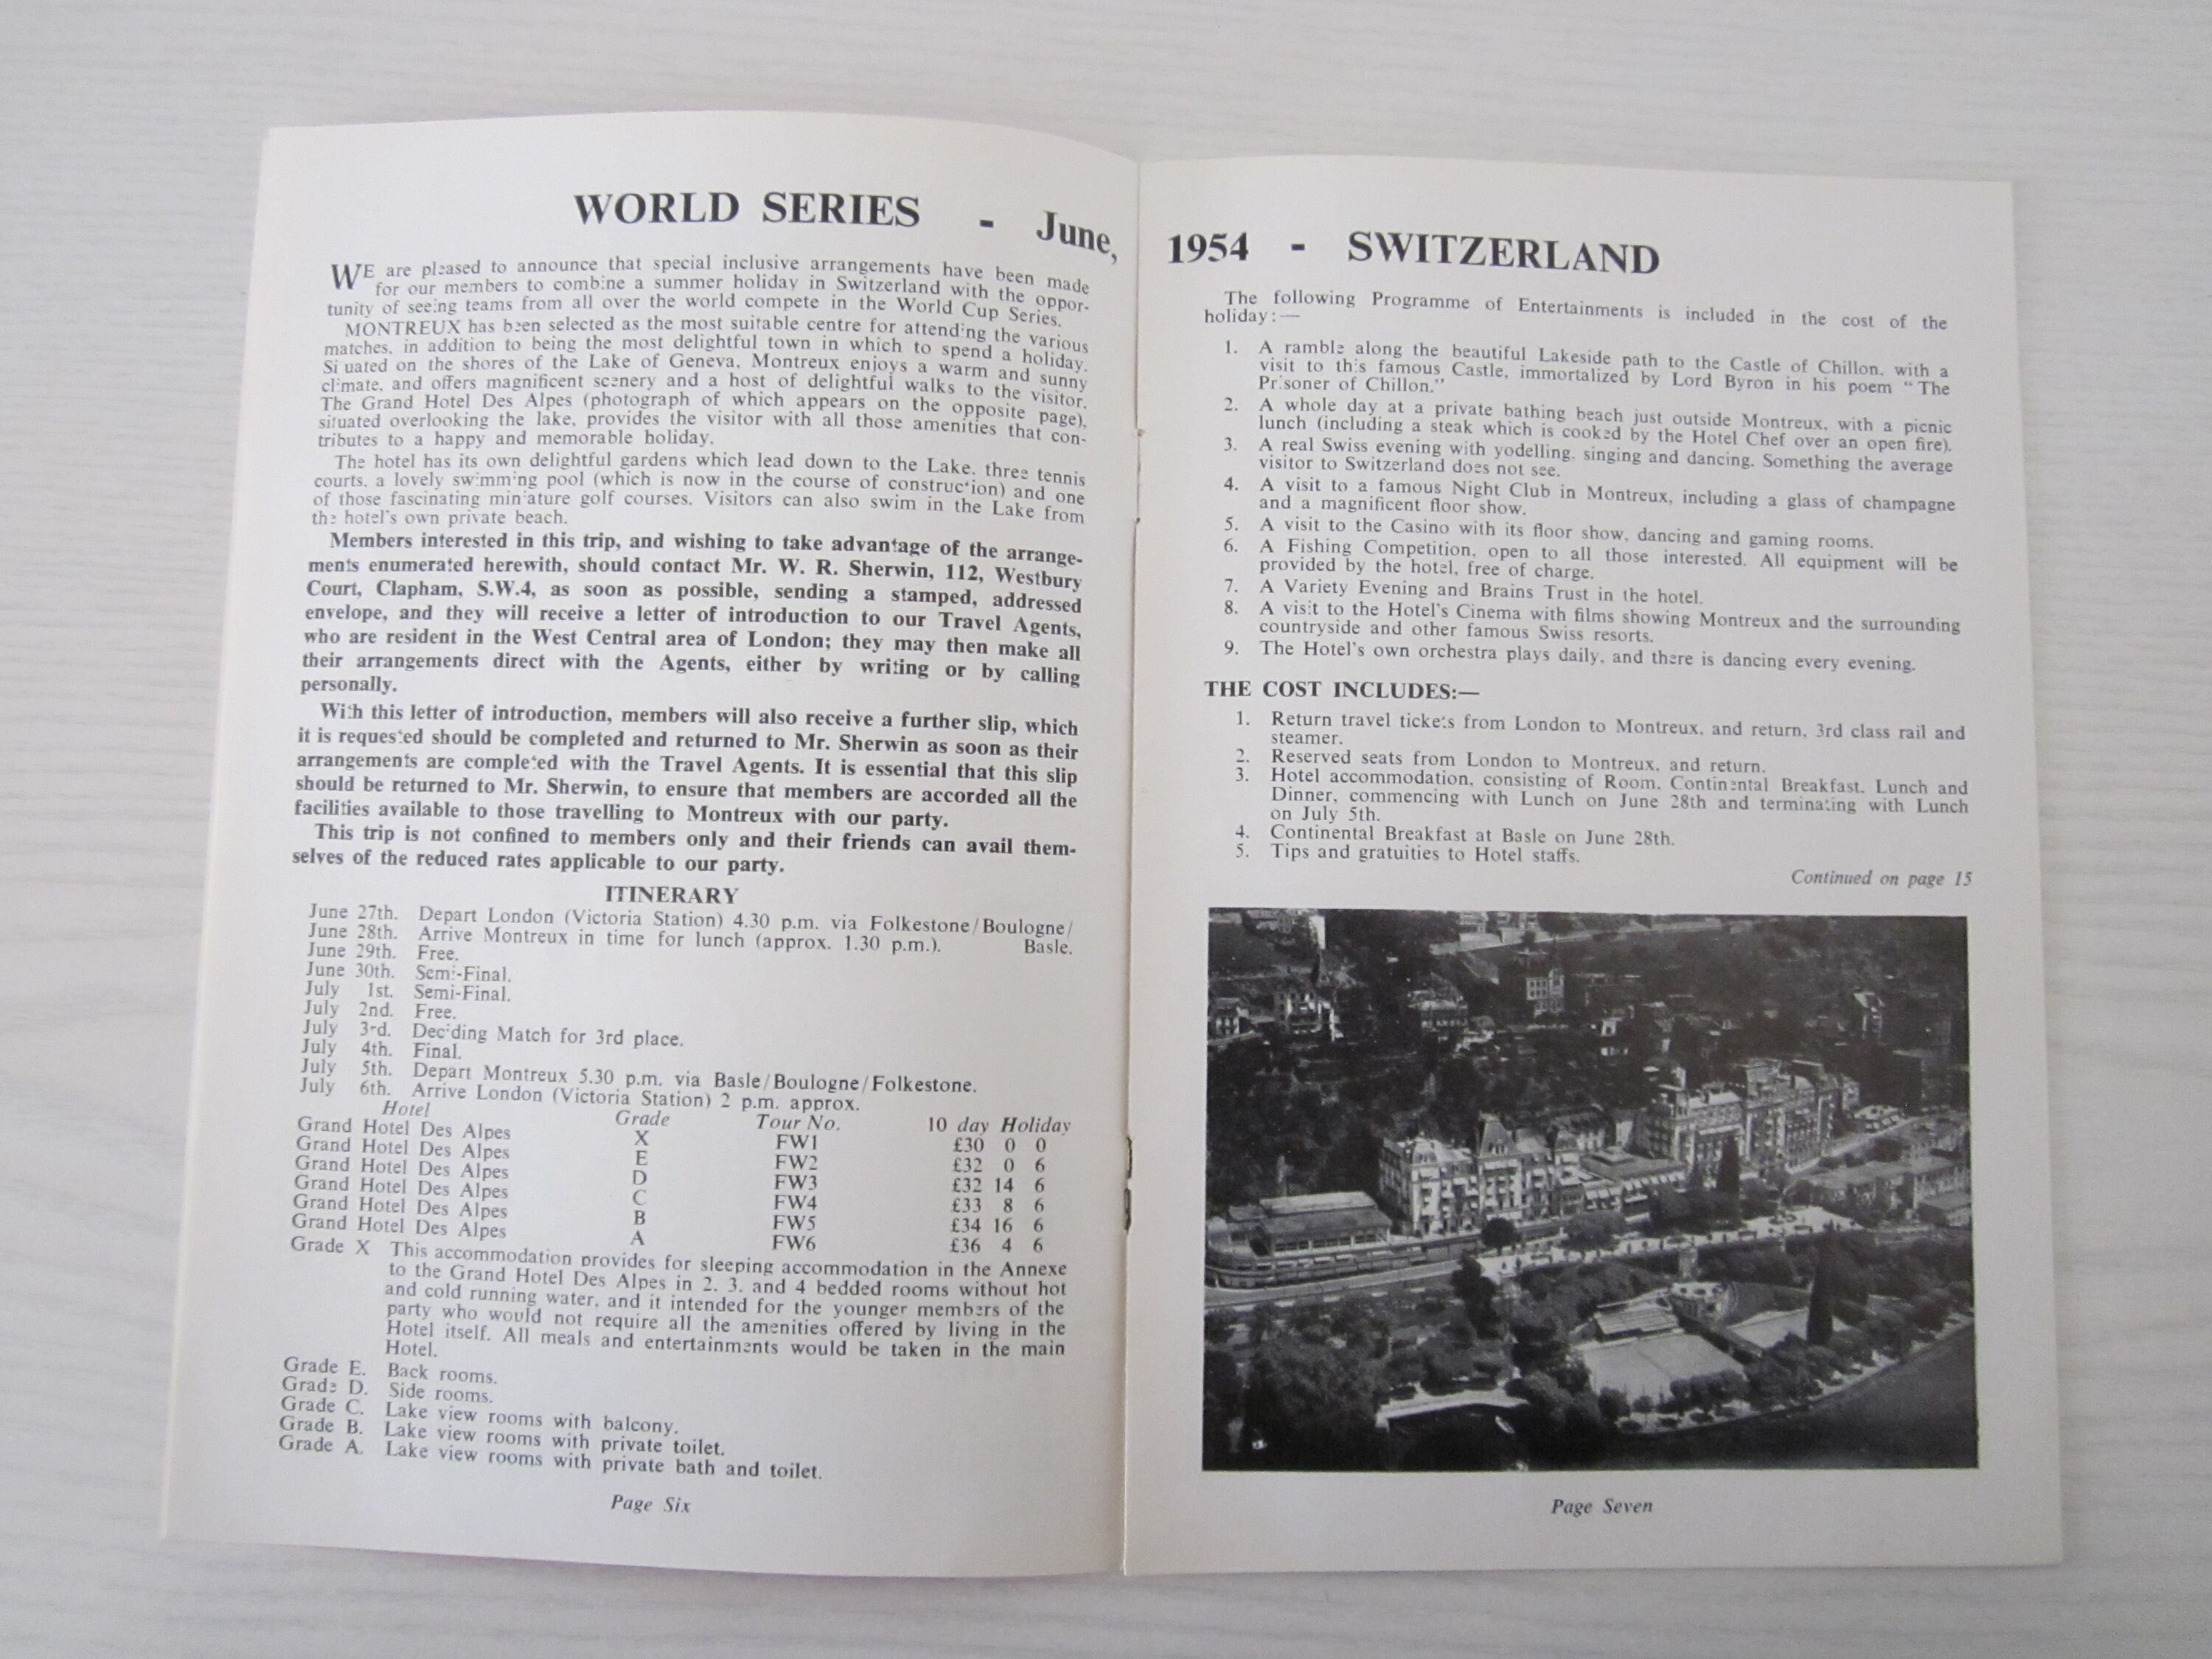 WORLD SERIES - June,
WE are pleased to announce that special inclusive arrangements have been made
for our members to combine a summer holiday in Switzerland with the oppor-
tunity of seeing teams from all over the world compete in the World Cup Series.
MONTREUX has been selected as the most suitable centre for attending the various
matches, in addition to being the most delightful town in which to spend a holiday.
Si uated on the shores of the Lake of Geneva, Montreux enjoys a warm and sunny
climate, and offers magnificent scenery and a host of delightful walks to the visitor.
The Grand Hotel Des Alpes (photograph of which appears on the opposite page),
situated overlooking the lake, provides the visitor with all those amenities that con-
tributes to a happy and memorable holiday.
The hotel has its own delightful gardens which lead down to the Lake, three tennis
courts, a lovely swimming pool (which is now in the course of construction) and one
of those fascinating miniature golf courses. Visitors can also swim in the Lake from
the hotel's own private beach.
Members interested in this trip, and wishing to take advantage of the arrange-
ments enumerated herewith, should contact Mr. W. R. Sherwin, 112, Westbury
Court, Clapham, S.W.4, as soon as possible, sending a stamped, addressed
envelope, and they will receive a letter of introduction to our Travel Agents,
who are resident in the West Central area of London; they may then make all
their arrangements direct with the Agents, either by writing or by calling
personally.
With this letter of introduction, members will also receive a further slip, which
it is requested should be completed and returned to Mr. Sherwin as soon as their
arrangements are completed with the Travel Agents. It is essential that this slip
should be returned to Mr. Sherwin, to ensure that members are accorded all the
facilities available to those travelling to Montreux with our party.
This trip is not confined to members only and their friends can avail them-
selves of the reduced rates applicable to our party.
ITINERARY
June 27th. Depart London (Victoria Station) 4.30 p.m. via Folkestone/Boulogne/
Basle.
June 28th. Arrive Montreux in time for lunch (approx. 1.30 p.m.).
June 29th. Free.
June 30th. Semi-Final.
July 1st. Semi-Final.
July 2nd. Free.
July 3rd. Deciding Match for 3rd place.
July 4th. Final.
July 5th. Depart Montreux 5.30 p.m. via Basle/Boulogne/Folkestone.
July 6th. Arrive London (Victoria Station) 2 p.m. approx.
Hotel Grade Tour No. 10 day Holiday
Grand Hotel Des Alpes X FW1 £30 0 0
Grand Hotel Des Alpes E FW2 £32 0 6
Grand Hotel Des Alpes D FW3 £32 14 6
Grand Hotel Des Alpes C FW4 £33 8 6
Grand Hotel Des Alpes B FW5 £34 16 6
Grand Hotel Des Alpes A FW6 £36 4 6
Grade X This accommodation provides for sleeping accommodation in the Annexe
to the Grand Hotel Des Alpes in 2, 3, and 4 bedded rooms without hot
and cold running water, and it intended for the younger members of the
party who would not require all the amenities offered by living in the
Hotel itself. All meals and entertainments would be taken in the main
Hotel.
Grade E. Back rooms.
Grade D. Side rooms.
Grade C. Lake view rooms with balcony.
Grade B. Lake view rooms with private toilet.
Grade A. Lake view rooms with private bath and toilet.
Page Six
1954 - SWITZERLAND
The following Programme of Entertainments is included in the cost of the
holiday:—
1. A ramble along the beautiful Lakeside path to the Castle of Chillon, with a
visit to this famous Castle, immortalized by Lord Byron in his poem "The
Prisoner of Chillon."
2. A whole day at a private bathing beach just outside Montreux, with a picnic
lunch (including a steak which is cooked by the Hotel Chef over an open fire).
3. A real Swiss evening with yodelling, singing and dancing. Something the average
visitor to Switzerland does not see.
4. A visit to a famous Night Club in Montreux, including a glass of champagne
and a magnificent floor show.
5. A visit to the Casino with its floor show, dancing and gaming rooms.
6. A Fishing Competition, open to all those interested. All equipment will be
provided by the hotel, free of charge.
7. A Variety Evening and Brains Trust in the hotel.
8. A visit to the Hotel's Cinema with films showing Montreux and the surrounding
countryside and other famous Swiss resorts.
9. The Hotel's own orchestra plays daily, and there is dancing every evening.
THE COST INCLUDES:—
1. Return travel tickets from London to Montreux, and return, 3rd class rail and
steamer.
2. Reserved seats from London to Montreux, and return.
3. Hotel accommodation, consisting of Room, Continental Breakfast, Lunch and
Dinner, commencing with Lunch on June 28th and terminating with Lunch
on July 5th.
4. Continental Breakfast at Basle on June 28th.
5. Tips and gratuities to Hotel staffs.
Continued on page 15
Page Seven